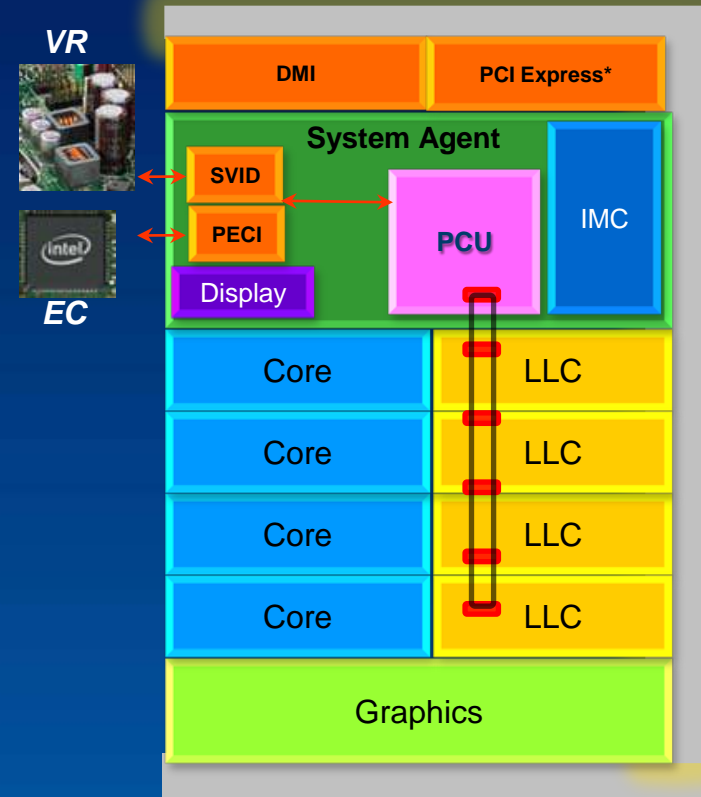 VR
DMI
PCI Express*
System Agent
SVID
PECI
PCU
IMC
intel
Display
EC
Core
LLC
Core
LLC
Core
LLC
Core
LLC
Graphics